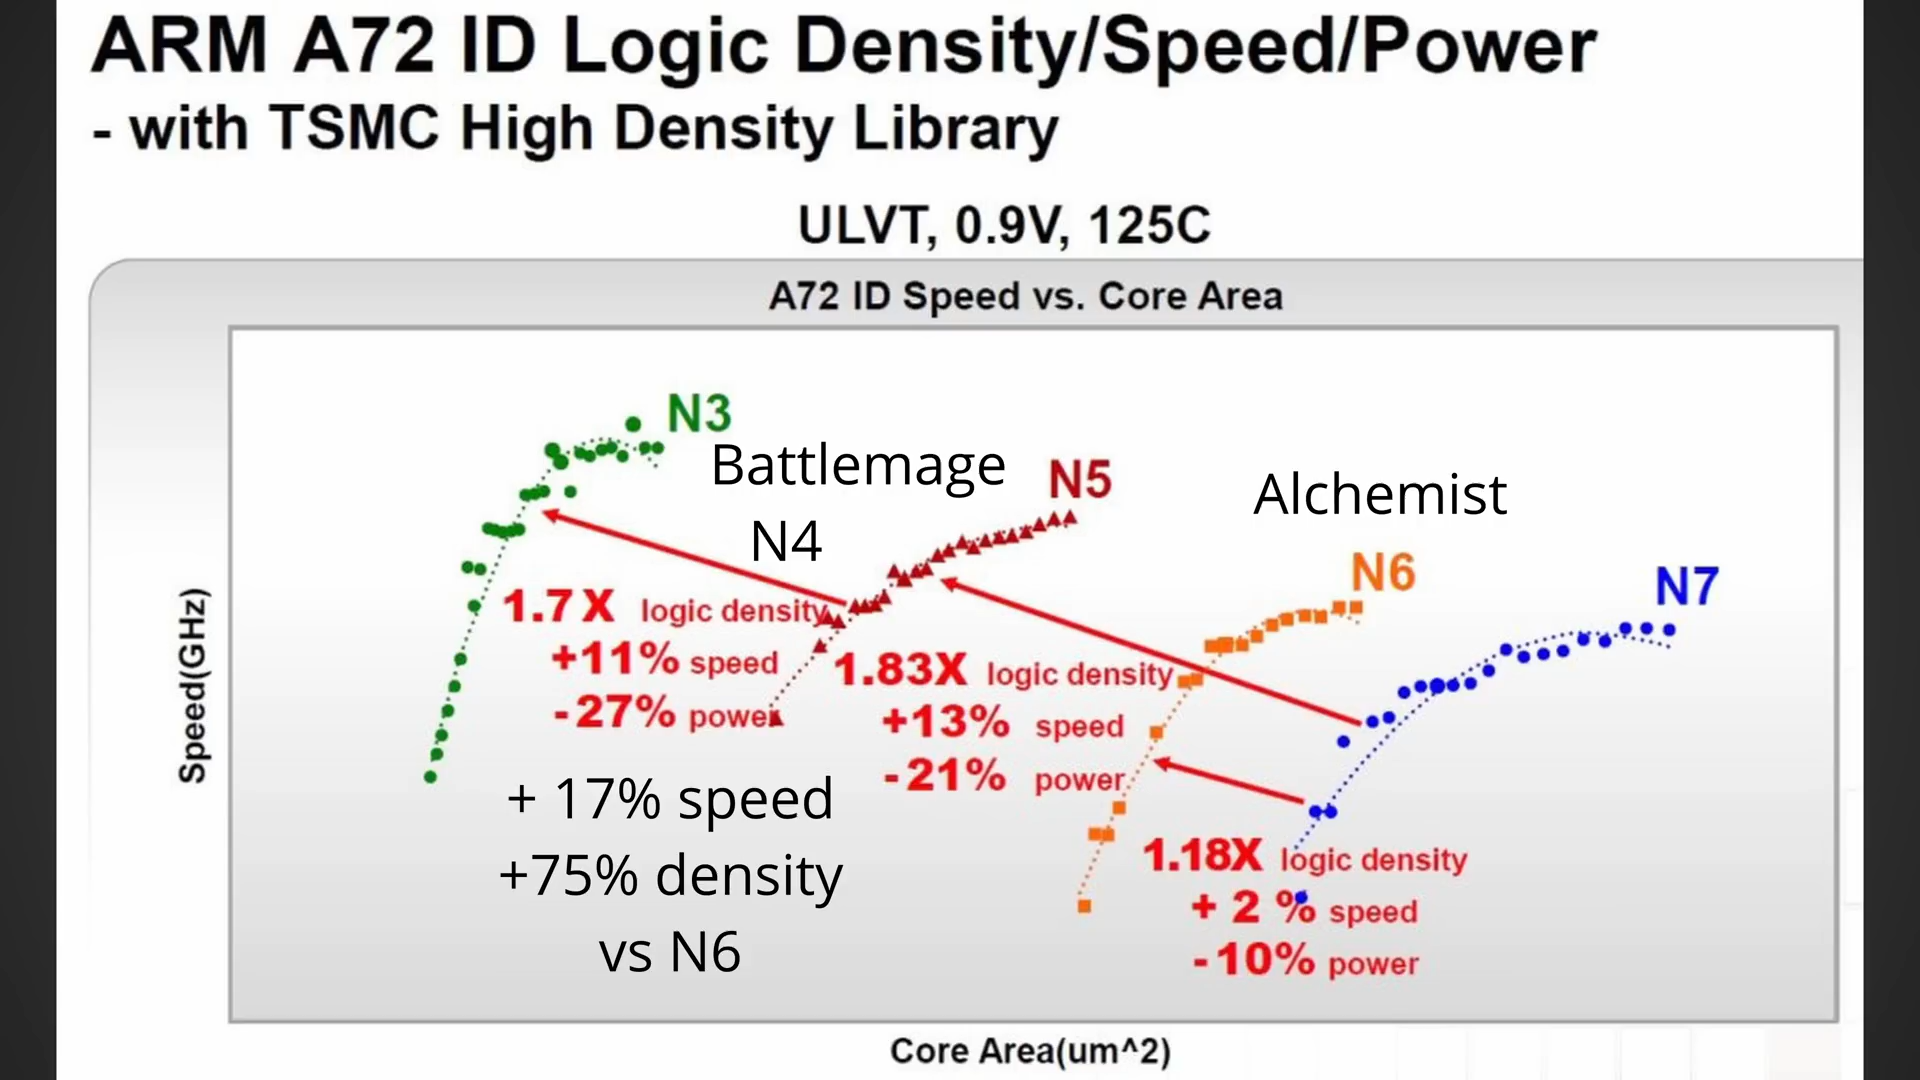 ARM A72 ID Logic Density/Speed/Power
- with TSMC High Density Library
ULVT, 0.9V, 125C
A72 ID Speed vs. Core Area
N3
Battlemage
N4
N5
Alchemist
N6
N7
1.7X logic density
+11% speed
-27% power
1.83X logic density
+13% speed
-21% power
1.18X logic density
+ 2 % speed
-10% power
+ 17% speed
+75% density
vs N6
Speed(GHz)
Core Area(um^2)